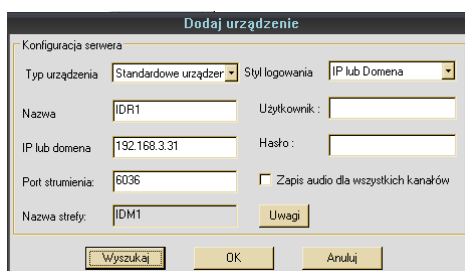 Dodaj urządzenie
Konfiguracja serwera
Typ urządzenia Standardowe urządzer Styl logowania IP lub Domena
Nazwa IDR1 Użytkownik :
IP lub domena 192.168.3.31 Hasło :
Port strumienia: 6036 Zapis audio dla wszystkich kanałów
Nazwa strefy: IDM1 Uwagi
Wyszukaj OK Anuluj